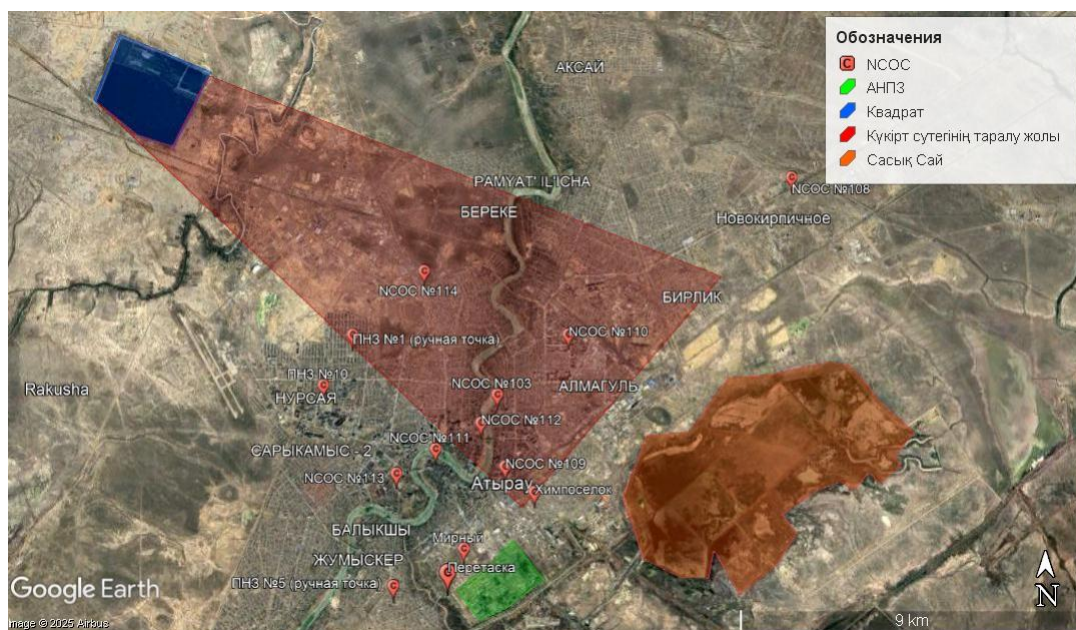 Обозначения
NCOC
АНПЗ
Квадрат
Күкірт сутегінің таралу жолы
Сасық Сай
АКСАЙ
PAMYAT' IL'ICHA
NCOC №108
БЕРЕКЕ
Новокирпичное
NCOC №114
БИРЛИК
ПНЗ №1 (ручная точка)
NCOC №110
ПНЗ №10
Rakusha
НУРСАЯ
NCOC №103
АЛМАГУЛЬ
NCOC №112
NCOC №111
САРЫКАМЫС - 2
NCOC №109
NCOC №113
Атырау
Химпоселок
БАЛЫКШЫ
Мирный
ЖУМЫСКЕР
Перетаска
ПНЗ №5 (ручная точка)
Google Earth
N
9 km
mage © 2025 Airbus